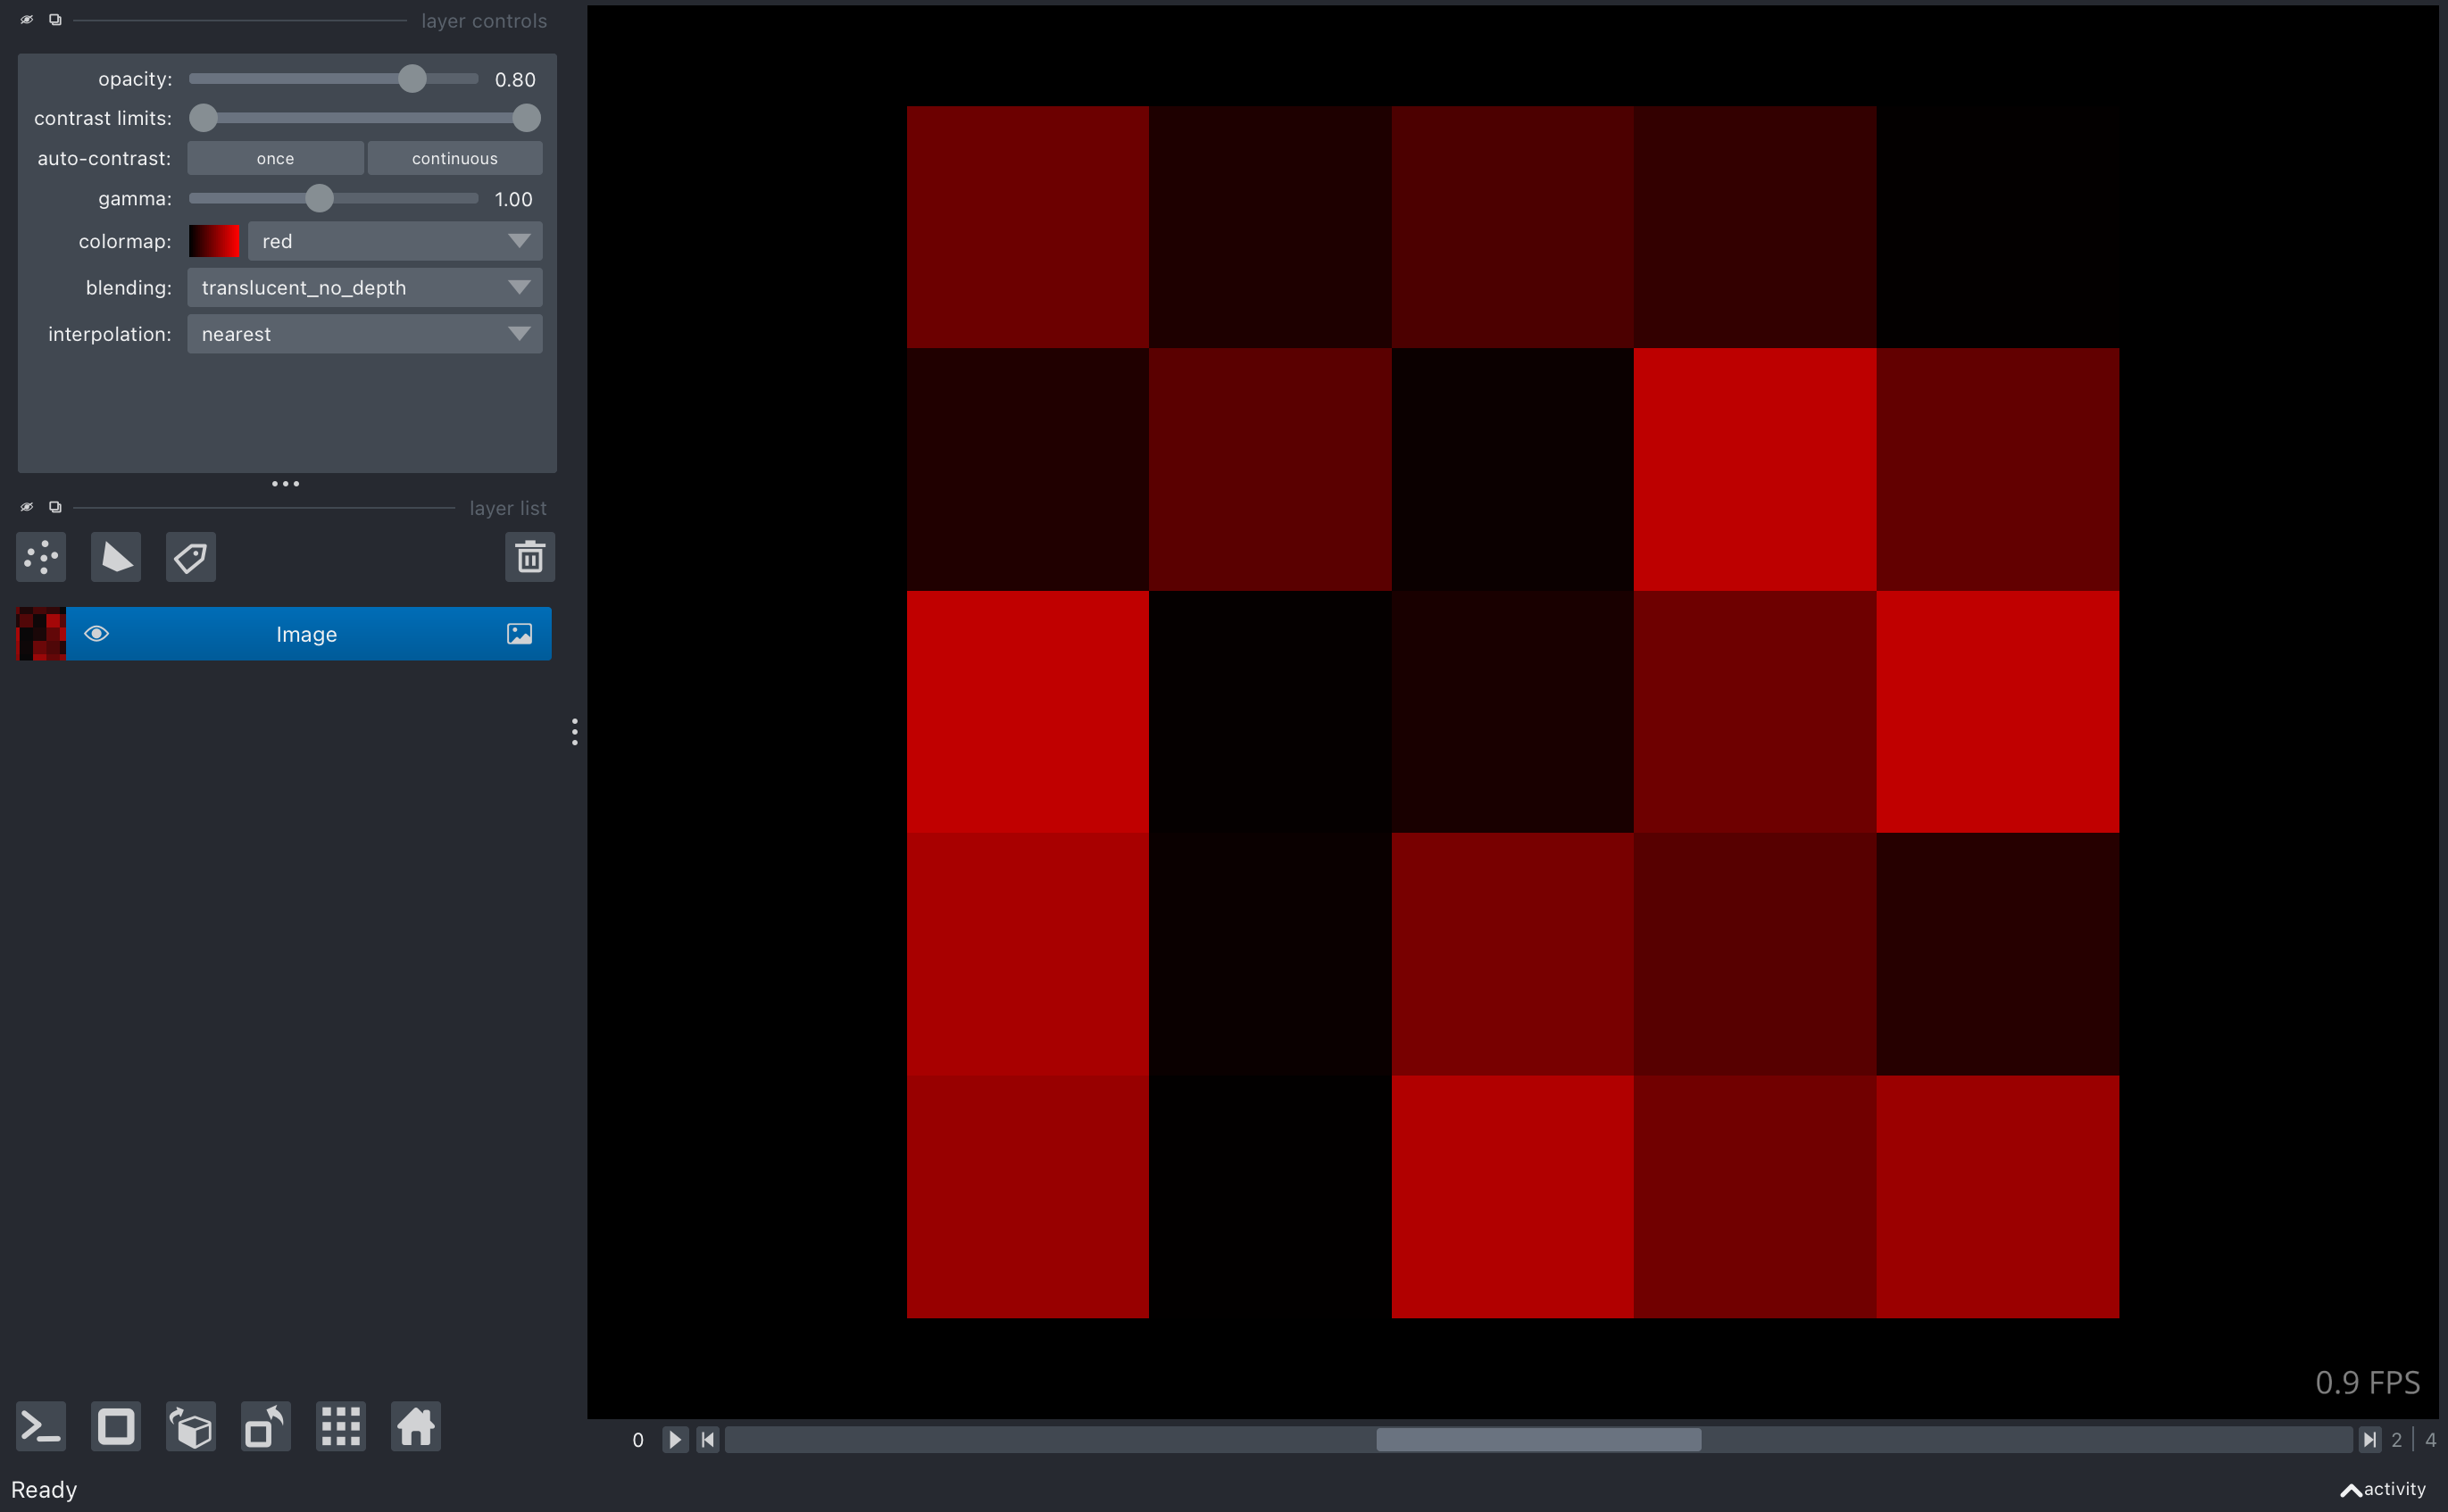 layer controls
opacity: 0.80
contrast limits:
auto-contrast: once continuous
gamma: 1.00
colormap: red
blending: translucent_no_depth
interpolation: nearest
layer list
Image
0.9 FPS
0 2 | 4
Ready activity